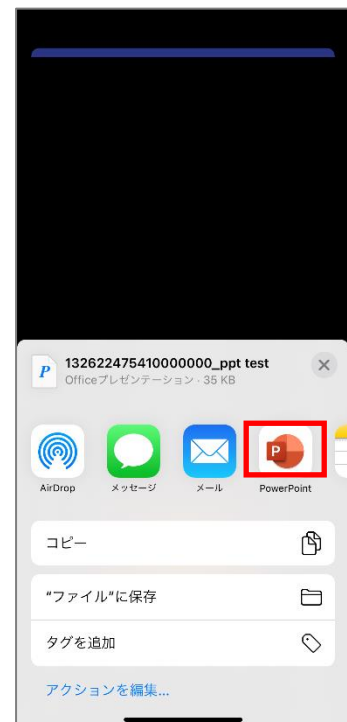 132622475410000000_ppt test
Officeプレゼンテーション · 35 KB
AirDrop
メッセージ
メール
PowerPoint
コピー
"ファイル"に保存
タグを追加
アクションを編集...